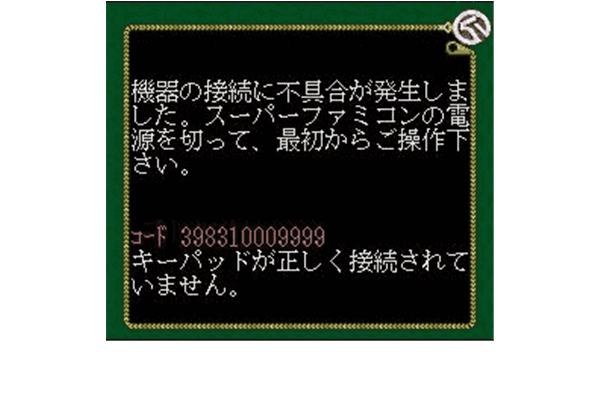 機器の接続に不具合が発生しま
した。スーパーファミコンの電
源を切って、最初からご操作下
さい。
コード 398310009999
キーパッドが正しく接続されて
いません。